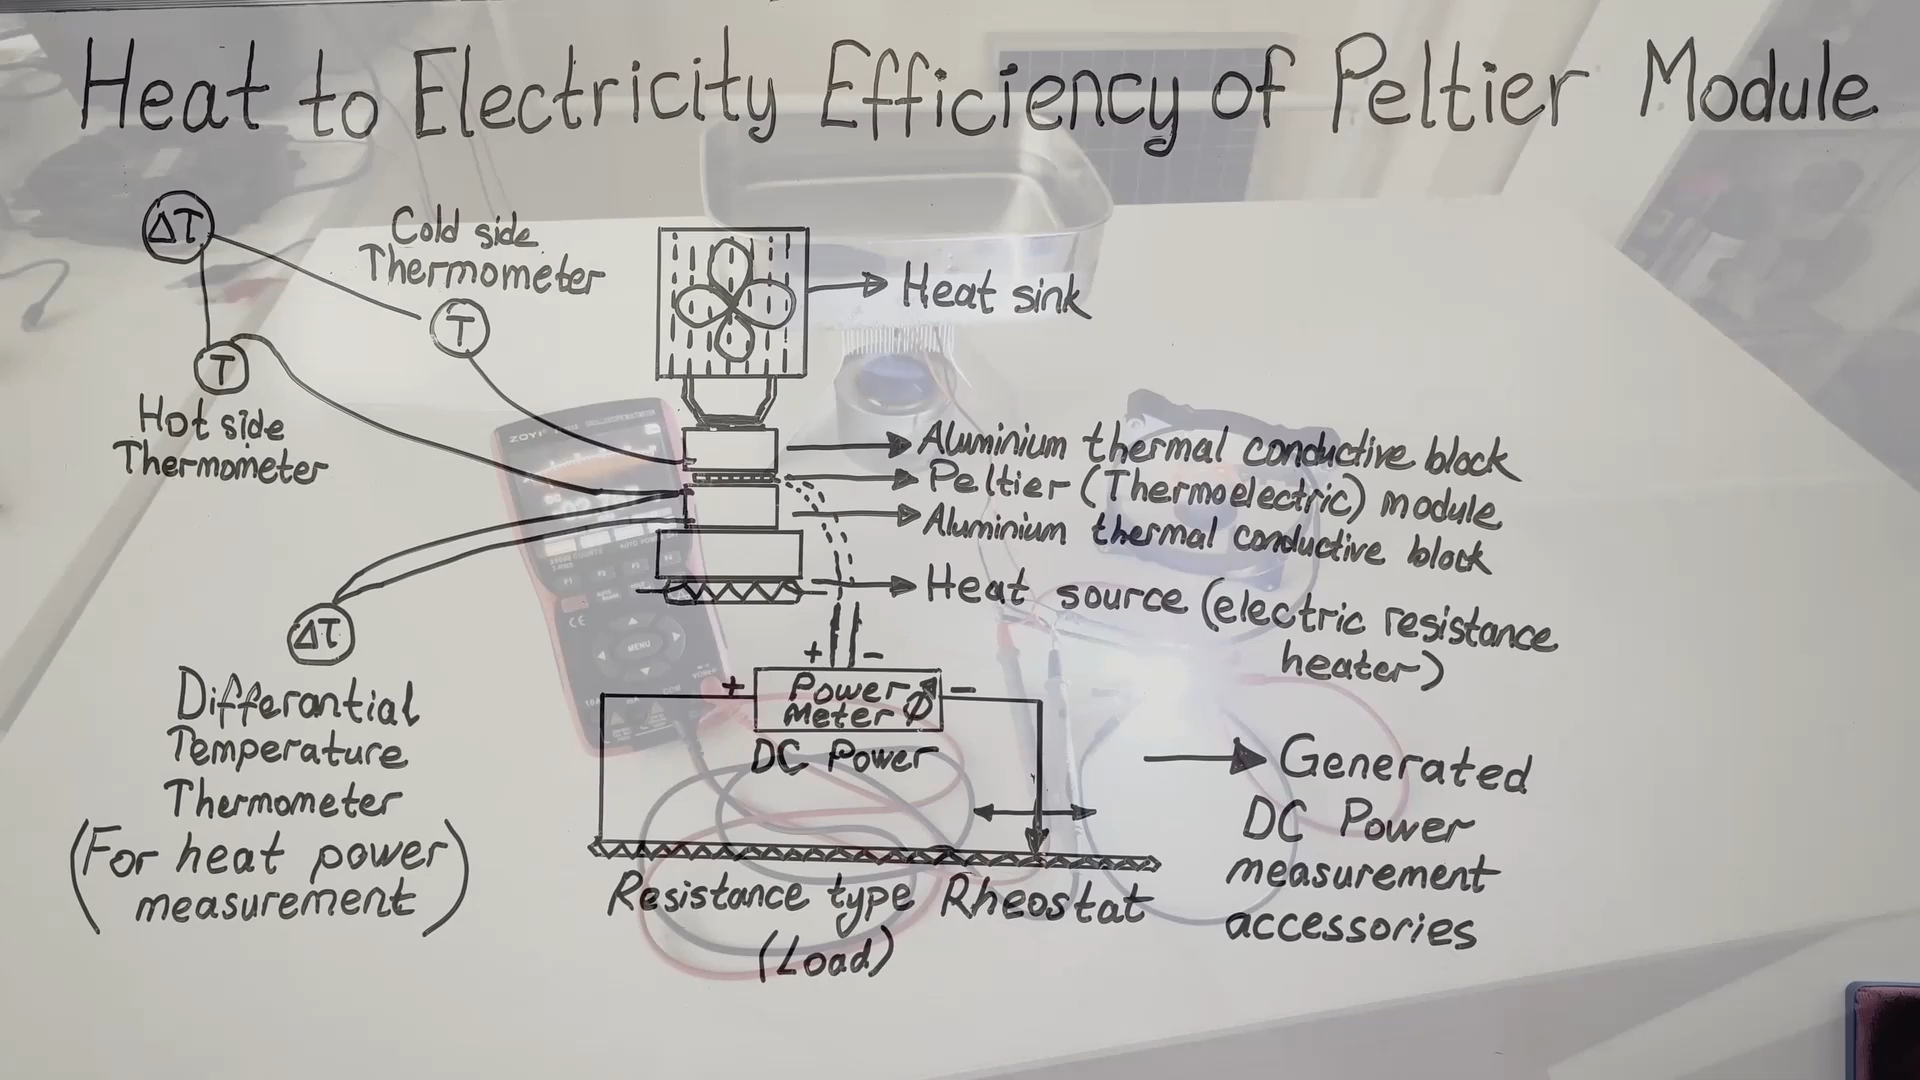 Heat to Electricity Efficiency of Peltier Module
ΔT
Cold side
Thermometer
T
T
Hot side
Thermometer
Heat sink
Aluminium thermal conductive block
Peltier (Thermoelectric) module
Aluminium thermal conductive block
Heat source (electric resistance
heater)
ΔT
Differantial
Temperature
Thermometer
(For heat power
measurement)
+ -
+ Power -
Meter
DC Power
Resistance type Rheostat
(Load)
Generated
DC Power
measurement
accessories
ZOYI
MENU